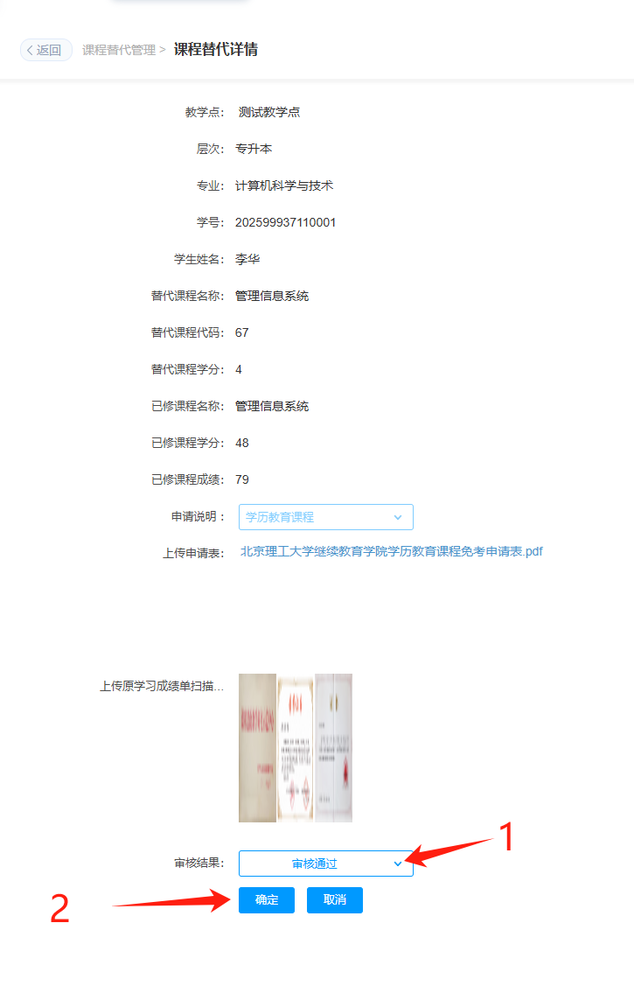 返回 课程替代管理 > 课程替代详情
教学点： 测试教学点
层次： 专升本
专业： 计算机科学与技术
学号： 202599937110001
学生姓名： 李华
替代课程名称： 管理信息系统
替代课程代码： 67
替代课程学分： 4
已修课程名称： 管理信息系统
已修课程学分： 48
已修课程成绩： 79
申请说明： 学历教育课程
上传申请表： 北京理工大学继续教育学院学历教育课程免考申请表.pdf
上传原学习成绩单扫描...
1
审核结果： 审核通过
2
确定 取消